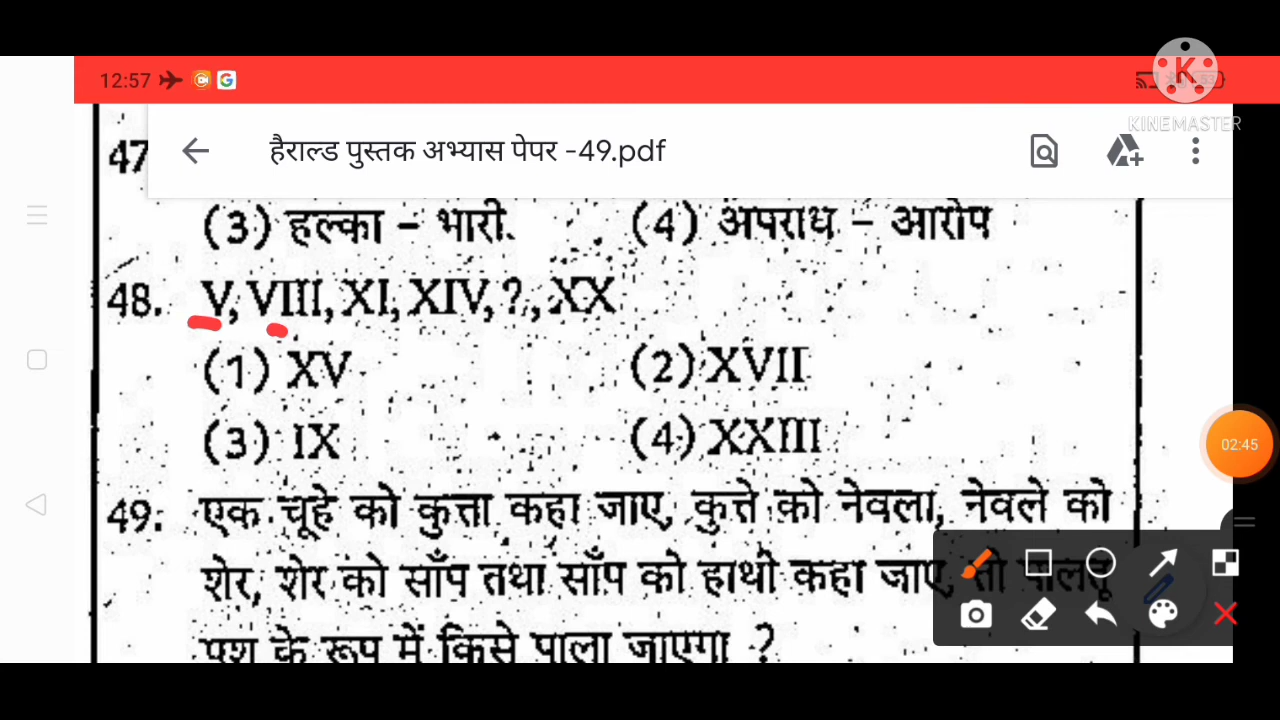 12:57
53
KINEMASTER
हैराल्ड पुस्तक अभ्यास पेपर -49.pdf
47
(3) हल्का – भारी. (4) अपराध – आरोप
48. V, VIII, XI, XIV, ?, XX
(1) XV (2) XVII
(3) IX (4) XXIII
02:45
49. एक चूहे को कुत्ता कहा जाए, कुत्ते को नेवला, नेवले को
शेर, शेर को साँप तथा साँप को हाथी कहा जाए, तो पालतू
पशु के रूप में किसे पाला जाएगा ?